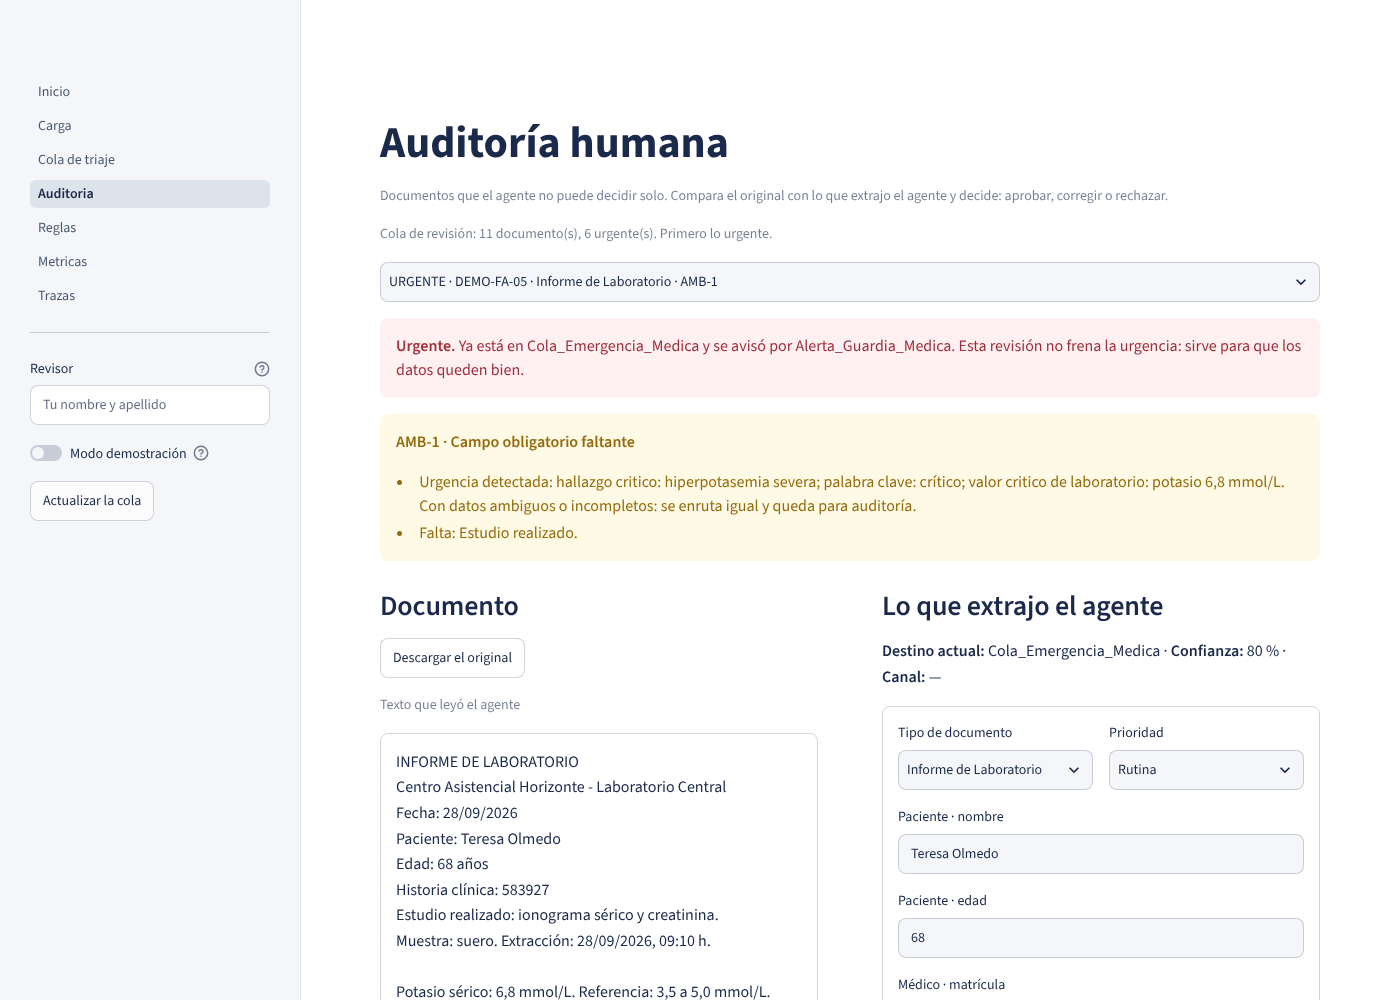 Inicio
Carga
Cola de triaje
Auditoria
Reglas
Metricas
Trazas
Revisor
Tu nombre y apellido
Modo demostración
Actualizar la cola
Auditoría humana
Documentos que el agente no puede decidir solo. Compara el original con lo que extrajo el agente y decide: aprobar, corregir o rechazar.
Cola de revisión: 11 documento(s), 6 urgente(s). Primero lo urgente.
URGENTE · DEMO-FA-05 · Informe de Laboratorio · AMB-1
Urgente. Ya está en Cola_Emergencia_Medica y se avisó por Alerta_Guardia_Medica. Esta revisión no frena la urgencia: sirve para que los
datos queden bien.
AMB-1 · Campo obligatorio faltante
• Urgencia detectada: hallazgo critico: hiperpotasemia severa; palabra clave: crítico; valor critico de laboratorio: potasio 6,8 mmol/L.
Con datos ambiguos o incompletos: se enruta igual y queda para auditoría.
• Falta: Estudio realizado.
Documento
Descargar el original
Texto que leyó el agente
INFORME DE LABORATORIO
Centro Asistencial Horizonte - Laboratorio Central
Fecha: 28/09/2026
Paciente: Teresa Olmedo
Edad: 68 años
Historia clínica: 583927
Estudio realizado: ionograma sérico y creatinina.
Muestra: suero. Extracción: 28/09/2026, 09:10 h.
Potasio sérico: 6,8 mmol/L. Referencia: 3,5 a 5,0 mmol/L.
Lo que extrajo el agente
Destino actual: Cola_Emergencia_Medica · Confianza: 80 % ·
Canal: —
Tipo de documento
Prioridad
Informe de Laboratorio
Rutina
Paciente · nombre
Teresa Olmedo
Paciente · edad
68
Médico · matrícula